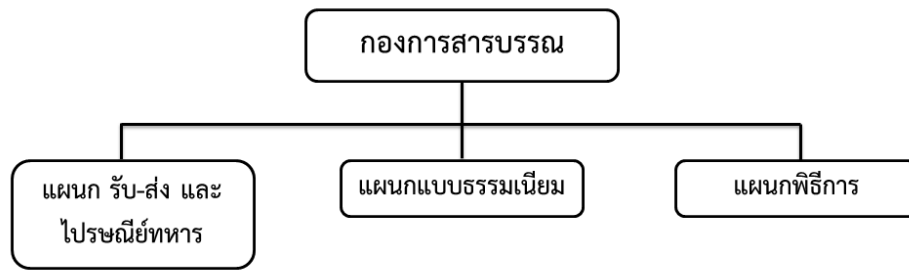 กองการสารบรรณ
แผนก รับ-ส่ง และ
ไปรษณีย์ทหาร
แผนกแบบธรรมเนียม
แผนกพิธีการ